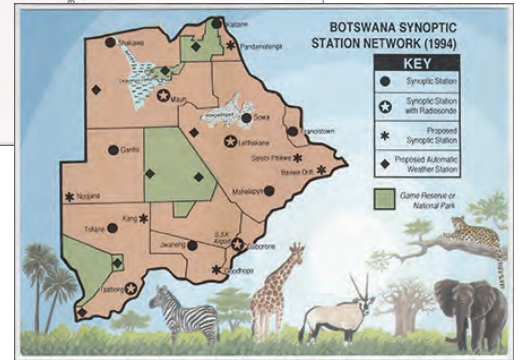 BOTSWANA SYNOPTIC
STATION NETWORK (1994)
KEY
Synoptic Station
Synoptic Station
with Radiosonde
Proposed
Synoptic Station
Proposed Automatic
Weather Station
Game Reserve or
National Park
Kasane
Shakawe
Pandamatenga
Maun
Sowa
Francistown
Letlhakane
Ghanzi
Selebi-Phikwe
Baines Drift
Mahalapye
Ncojane
Kang
Tshane
S.S.K.
Airport
Jwaneng
Gaborone
Goodhope
Tsabong